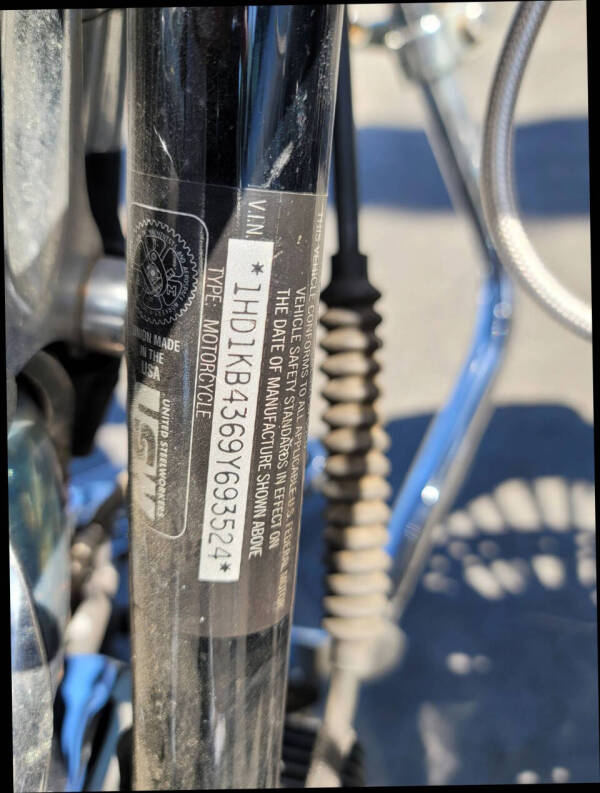 THIS VEHICLE CONFORMS TO ALL APPLICABLE U.S. FEDERAL MOTOR
VEHICLE SAFETY STANDARDS IN EFFECT ON
THE DATE OF MANUFACTURE SHOWN ABOVE
V.I.N.
*1HD1KB4369Y693524*
TYPE: MOTORCYCLE
UNION MADE
IN THE
USA
UNITED STEELWORKERS
USW